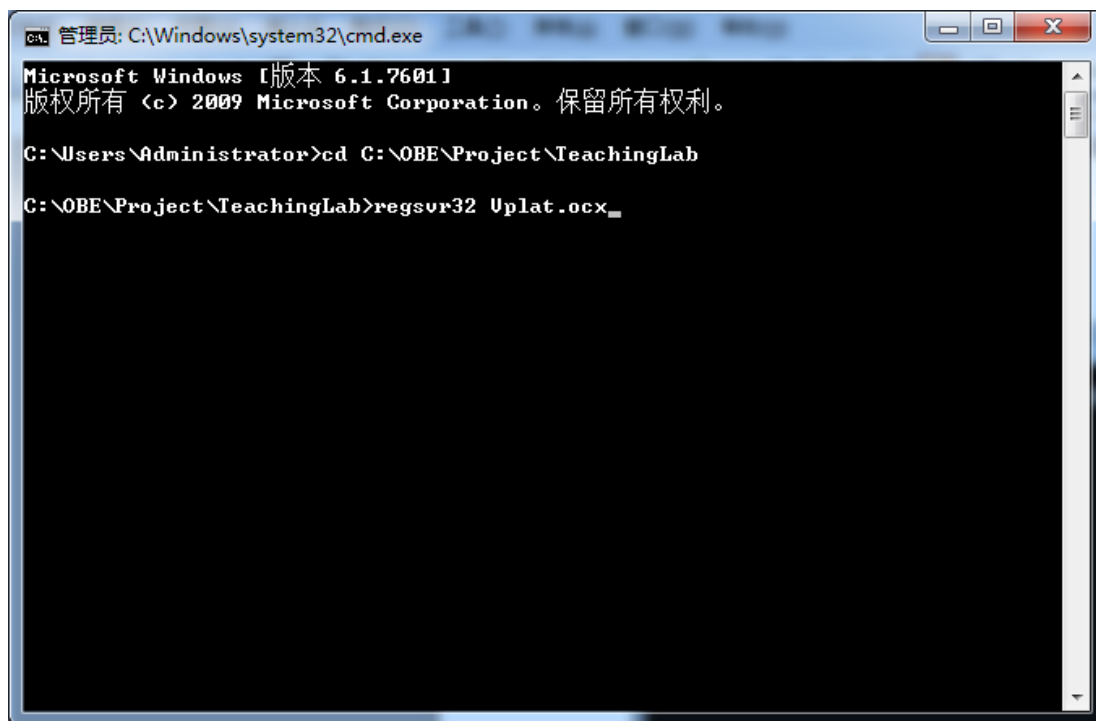 管理员: C:\Windows\system32\cmd.exe
Microsoft Windows [版本 6.1.7601]
版权所有 (c) 2009 Microsoft Corporation。保留所有权利。
C:\Users\Administrator>cd C:\OBE\Project\TeachingLab
C:\OBE\Project\TeachingLab>regsvr32 Vplat.ocx